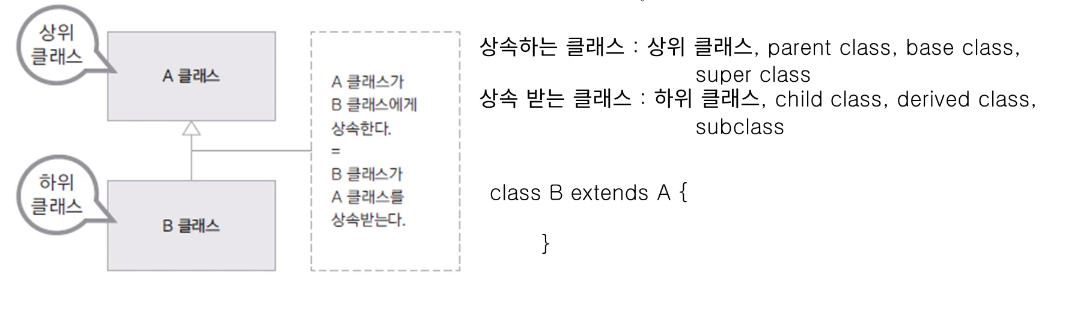 상위
클래스
A 클래스
하위
클래스
B 클래스
A 클래스가
B 클래스에게
상속한다.
=
B 클래스가
A 클래스를
상속받는다.
상속하는 클래스 : 상위 클래스, parent class, base class,
super class
상속 받는 클래스 : 하위 클래스, child class, derived class,
subclass
class B extends A {
}